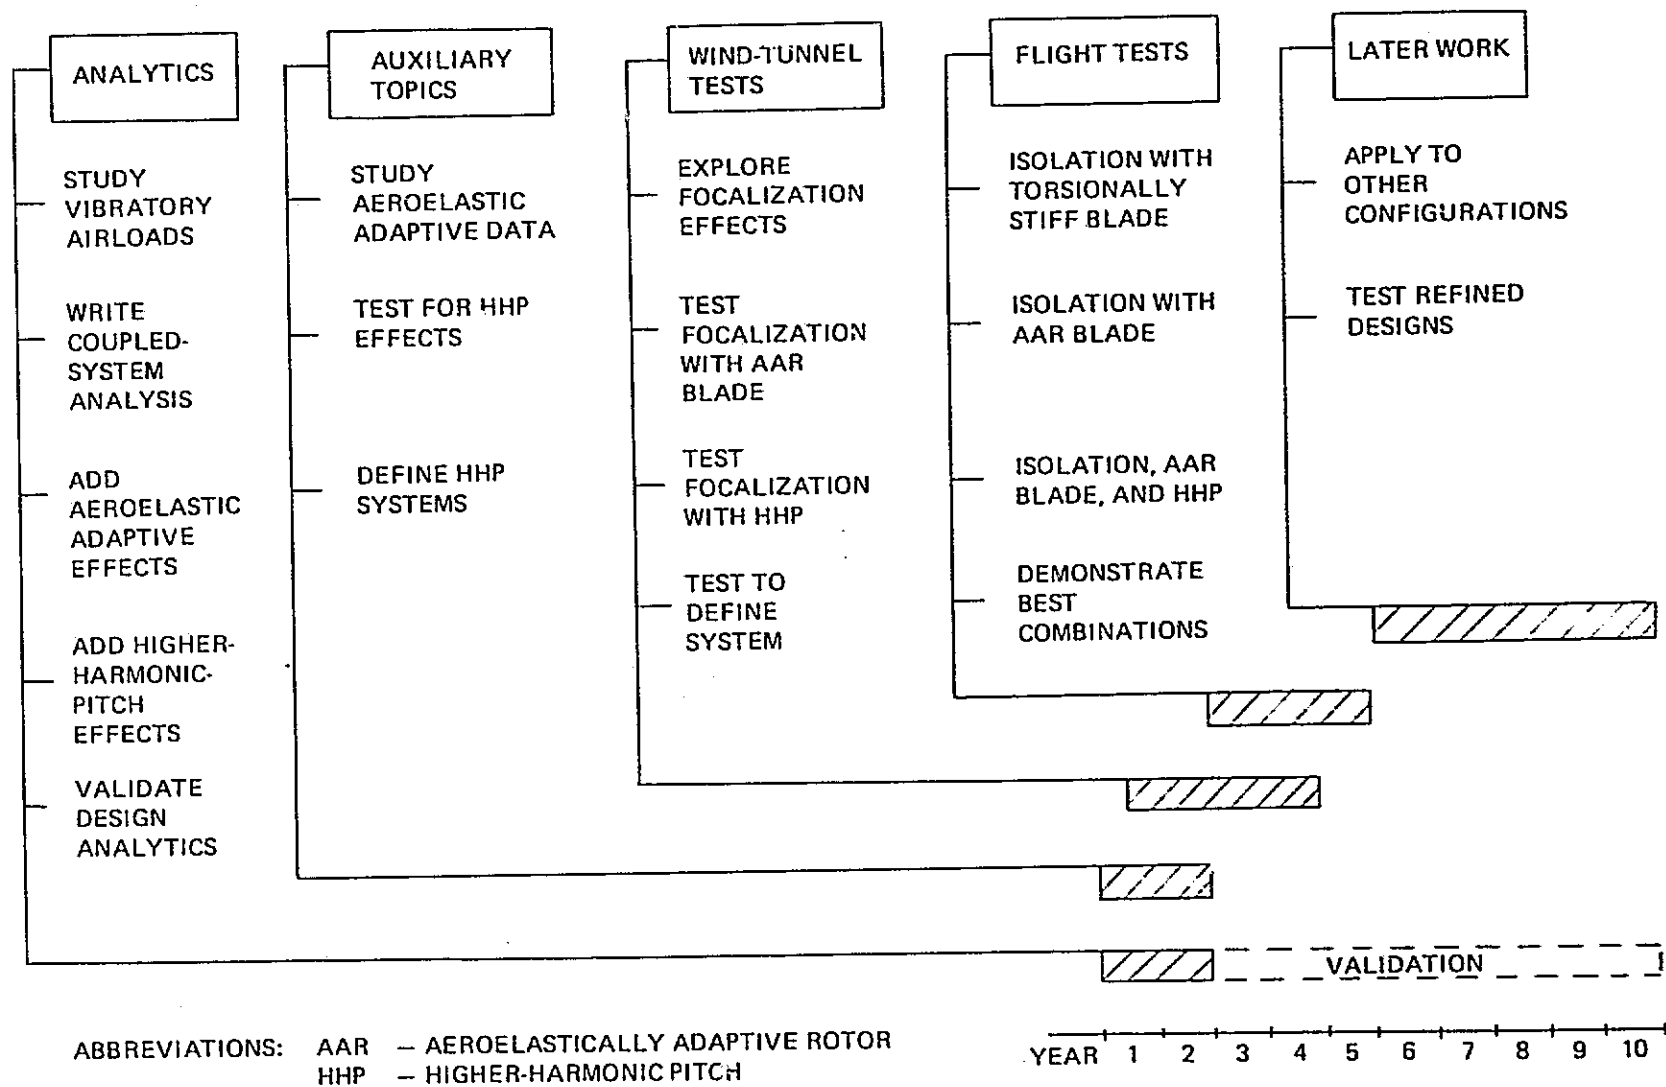 ANALYTICS
STUDY
VIBRATORY
AIRLOADS
WRITE
COUPLED-
SYSTEM
ANALYSIS
ADD
AEROELASTIC
ADAPTIVE
EFFECTS
ADD HIGHER-
HARMONIC-
PITCH
EFFECTS
VALIDATE
DESIGN
ANALYTICS
AUXILIARY
TOPICS
STUDY
AEROELASTIC
ADAPTIVE DATA
TEST FOR HHP
EFFECTS
DEFINE HHP
SYSTEMS
WIND-TUNNEL
TESTS
EXPLORE
FOCALIZATION
EFFECTS
TEST
FOCALIZATION
WITH AAR
BLADE
TEST
FOCALIZATION
WITH HHP
TEST TO
DEFINE
SYSTEM
FLIGHT TESTS
ISOLATION WITH
TORSIONALLY
STIFF BLADE
ISOLATION WITH
AAR BLADE
ISOLATION, AAR
BLADE, AND HHP
DEMONSTRATE
BEST
COMBINATIONS
LATER WORK
APPLY TO
OTHER
CONFIGURATIONS
TEST REFINED
DESIGNS
VALIDATION
YEAR 1 2 3 4 5 6 7 8 9 10
ABBREVIATIONS: AAR – AEROELASTICALLY ADAPTIVE ROTOR
HHP – HIGHER-HARMONIC PITCH